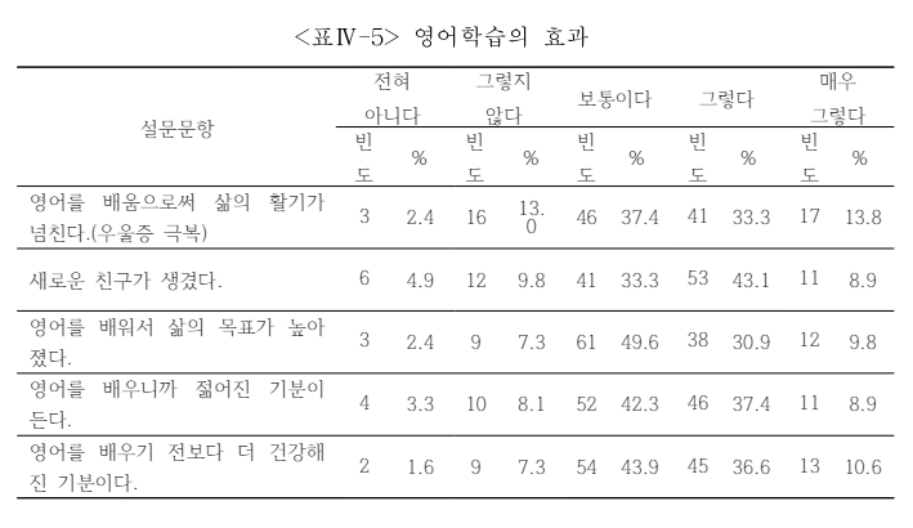 <표Ⅳ-5> 영어학습의 효과
전혀 그렇지 매우
아니다 않다 보통이다 그렇다 그렇다
설문문항
빈 % 빈 % 빈 % 빈 % 빈 %
도 도 도 도 도
영어를 배움으로써 삶의 활기가
넘친다.(우울증 극복)
3 2.4 16 13.0 46 37.4 41 33.3 17 13.8
새로운 친구가 생겼다. 6 4.9 12 9.8 41 33.3 53 43.1 11 8.9
영어를 배워서 삶의 목표가 높아
졌다.
3 2.4 9 7.3 61 49.6 38 30.9 12 9.8
영어를 배우니까 젊어진 기분이
든다.
4 3.3 10 8.1 52 42.3 46 37.4 11 8.9
영어를 배우기 전보다 더 건강해
진 기분이다.
2 1.6 9 7.3 54 43.9 45 36.6 13 10.6